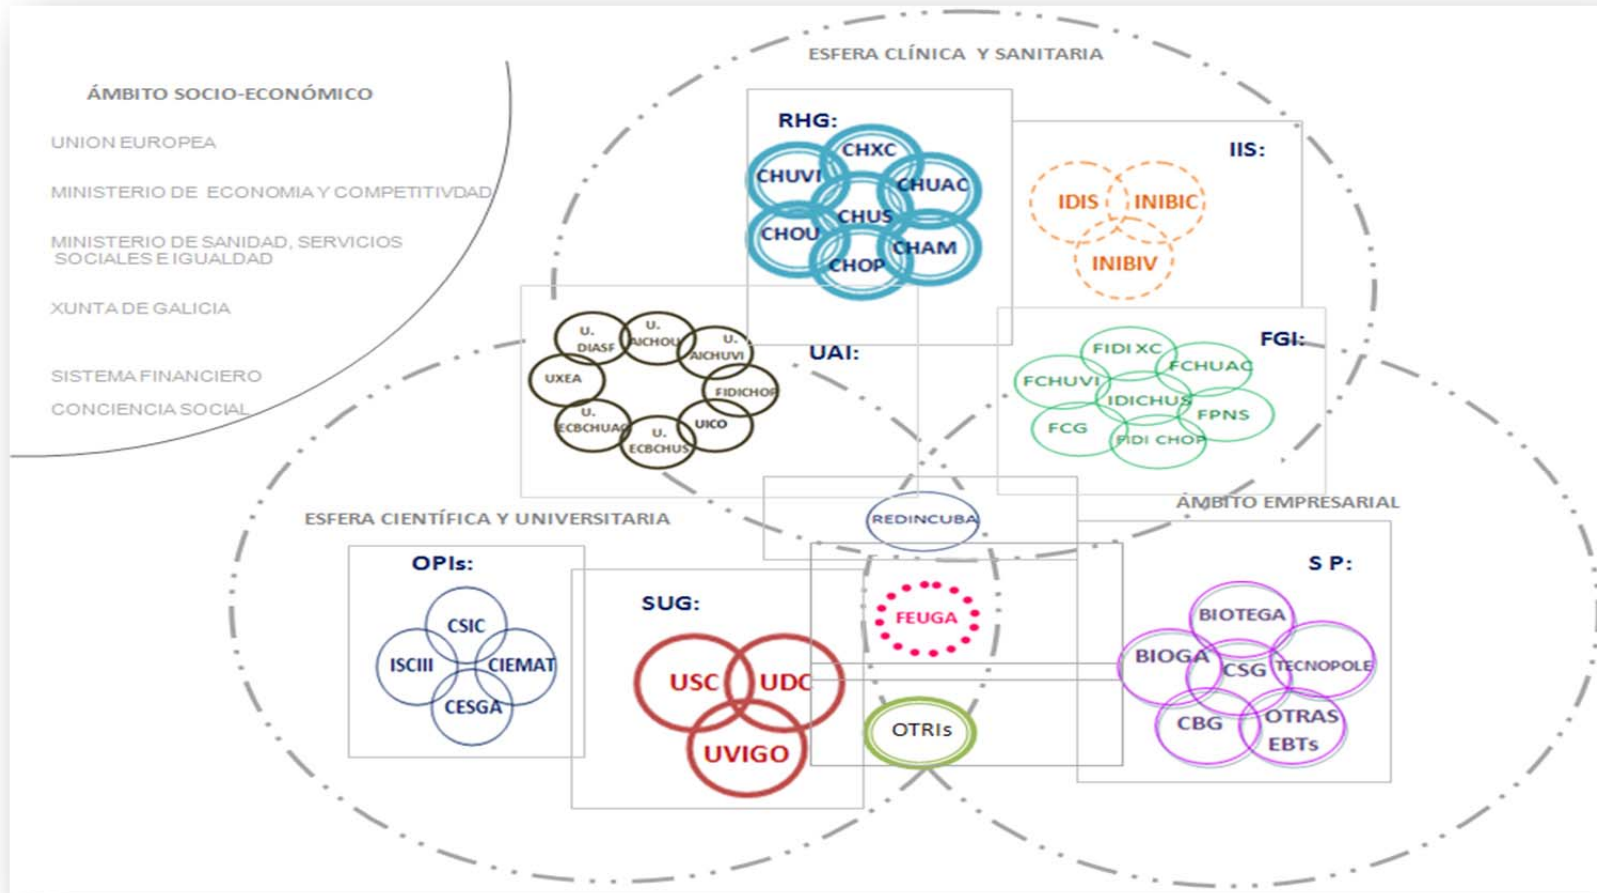 ESFERA CLÍNICA Y SANITARIA
ÁMBITO SOCIO-ECONÓMICO
UNION EUROPEA
MINISTERIO DE ECONOMIA Y COMPETITIVDAD
MINISTERIO DE SANIDAD, SERVICIOS
SOCIALES E IGUALDAD
XUNTA DE GALICIA
SISTEMA FINANCIERO
CONCIENCIA SOCIAL
RHG:
CHXC
CHUVI
CHUAC
CHUS
CHOU
CHAM
CHOP
IIS:
IDIS
INIBIC
INIBIV
UAI:
U.
DIASF
U.
AICHOU
U.
AICHUVI
UXEA
FIDICHOP
U.
ECBCHUAC
UICO
U.
ECBCHUS
FGI:
FIDI XC
FCHUAC
FCHUVI
IDICHUS
FPNS
FCG
FIDI CHOP
REDINCUBA
ESFERA CIENTÍFICA Y UNIVERSITARIA
ÁMBITO EMPRESARIAL
OPIs:
CSIC
ISCIII
CIEMAT
CESGA
SUG:
USC
UDC
UVIGO
FEUGA
OTRIs
S P:
BIOTEGA
BIOGA
CSG
TECNOPOLE
CBG
OTRAS
EBTs